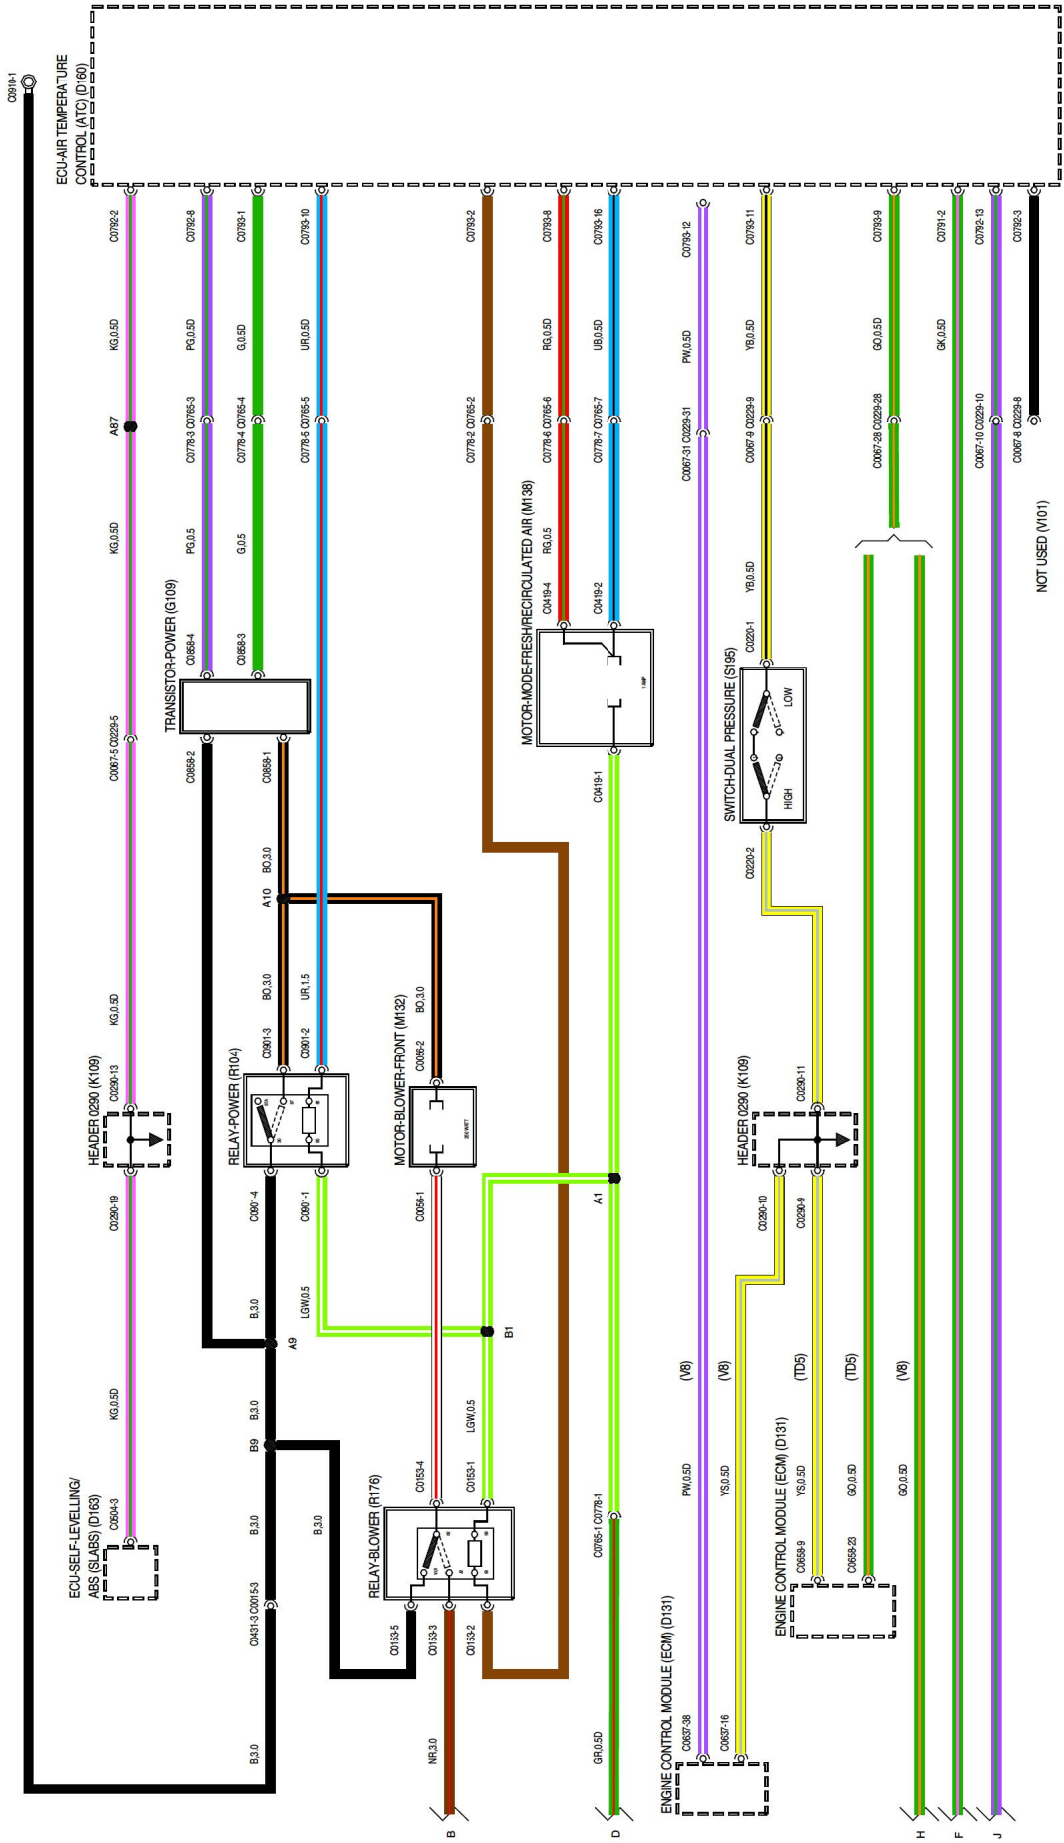 C0910-1
ECU-AIR TEMPERATURE
CONTROL (ATC) (D160)
C0792-2
C0792-8
C0793-1
C0793-10
C0793-2
C0793-8
C0793-16
C0793-12
C0793-11
C0793-9
C0791-2
C0792-13
C0792-3
KG,0.5D
PG,0.5D
G,0.5D
UR,0.5D
RG,0.5D
UB,0.5D
PW,0.5D
YB,0.5D
GO,0.5D
GK,0.5D
A87
C0778-3 C0765-3
C0778-4 C0765-4
C0778-5 C0765-5
C0778-2 C0765-2
C0778-6 C0765-6
C0778-7 C0765-7
C0067-31 C0229-31
C0067-9 C0229-9
C0067-28 C0229-28
C0067-10 C0229-10
C0067-8 C0229-8
NOT USED (V101)
KG,0.5D
PG,0.5
G,0.5
RG,0.5
YB,0.5D
TRANSISTOR-POWER (G109)
C0858-4
C0858-3
C0858-2
C0858-1
MOTOR-MODE-FRESH/RECIRCULATED AIR (M138)
C0419-4
C0419-2
1 AMP
C0419-1
SWITCH-DUAL PRESSURE (S195)
C0220-1
LOW
HIGH
C0220-2
C0067-5 C0229-5
BO,3.0
A10
KG,0.5D
BO,3.0
UR,1.5
BO,3.0
HEADER 0290 (K109)
C0290-13
C0290-19
RELAY-POWER (R104)
C0901-3
C0901-2
C0901-4
C0901-1
MOTOR-BLOWER-FRONT (M132)
C0056-2
250 WATT
C0056-1
HEADER 0290 (K109)
C0290-11
C0290-10
C0290-9
A1
B,3.0
LGW,0.5
A9
B1
KG,0.5D
B,3.0
LGW,0.5
B9
(V8)
(V8)
(TD5)
(TD5)
(V8)
ECU-SELF-LEVELLING/
ABS (SLABS) (D163)
C0504-3
B,3.0
B,3.0
RELAY-BLOWER (R176)
C0153-4
C0153-1
C0153-5
C0153-3
C0153-2
C0765-1 C0778-1
PW,0.5D
YS,0.5D
YS,0.5D
GO,0.5D
GO,0.5D
ENGINE CONTROL MODULE (ECM) (D131)
C0658-9
C0658-23
C0431-3 C0015-3
B,3.0
NR,3.0
GR,0.5D
ENGINE CONTROL MODULE (ECM) (D131)
C0637-38
C0637-16
B
D
H
F
J